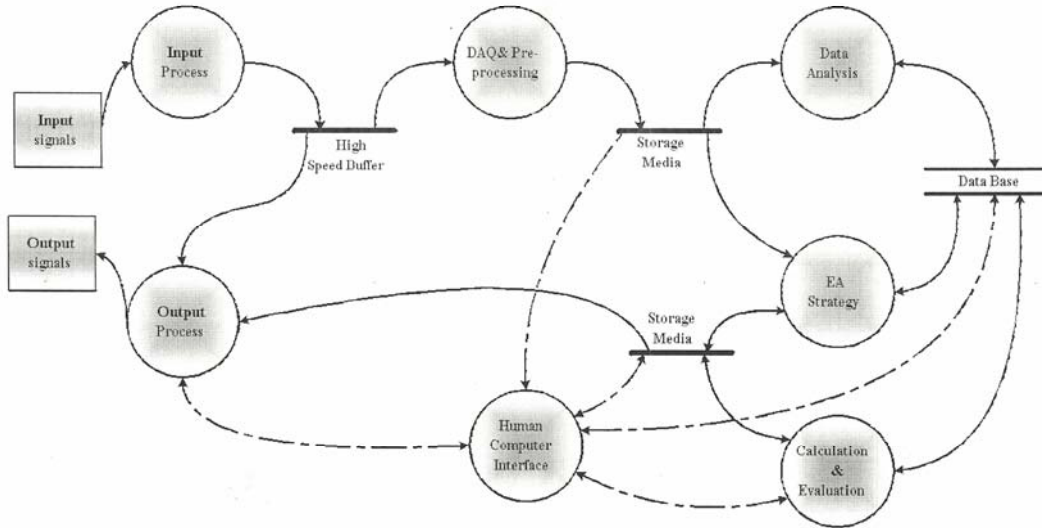 Input
Process
DAQ& Pre-
processing
Data
Analysis
Input
signals
High
Speed Duffer
Storage
Media
Data Base
Output
signals
Output
Process
EA
Strategy
Storage
Media
Human
Computer
Interface
Calculation
&
Evaluation